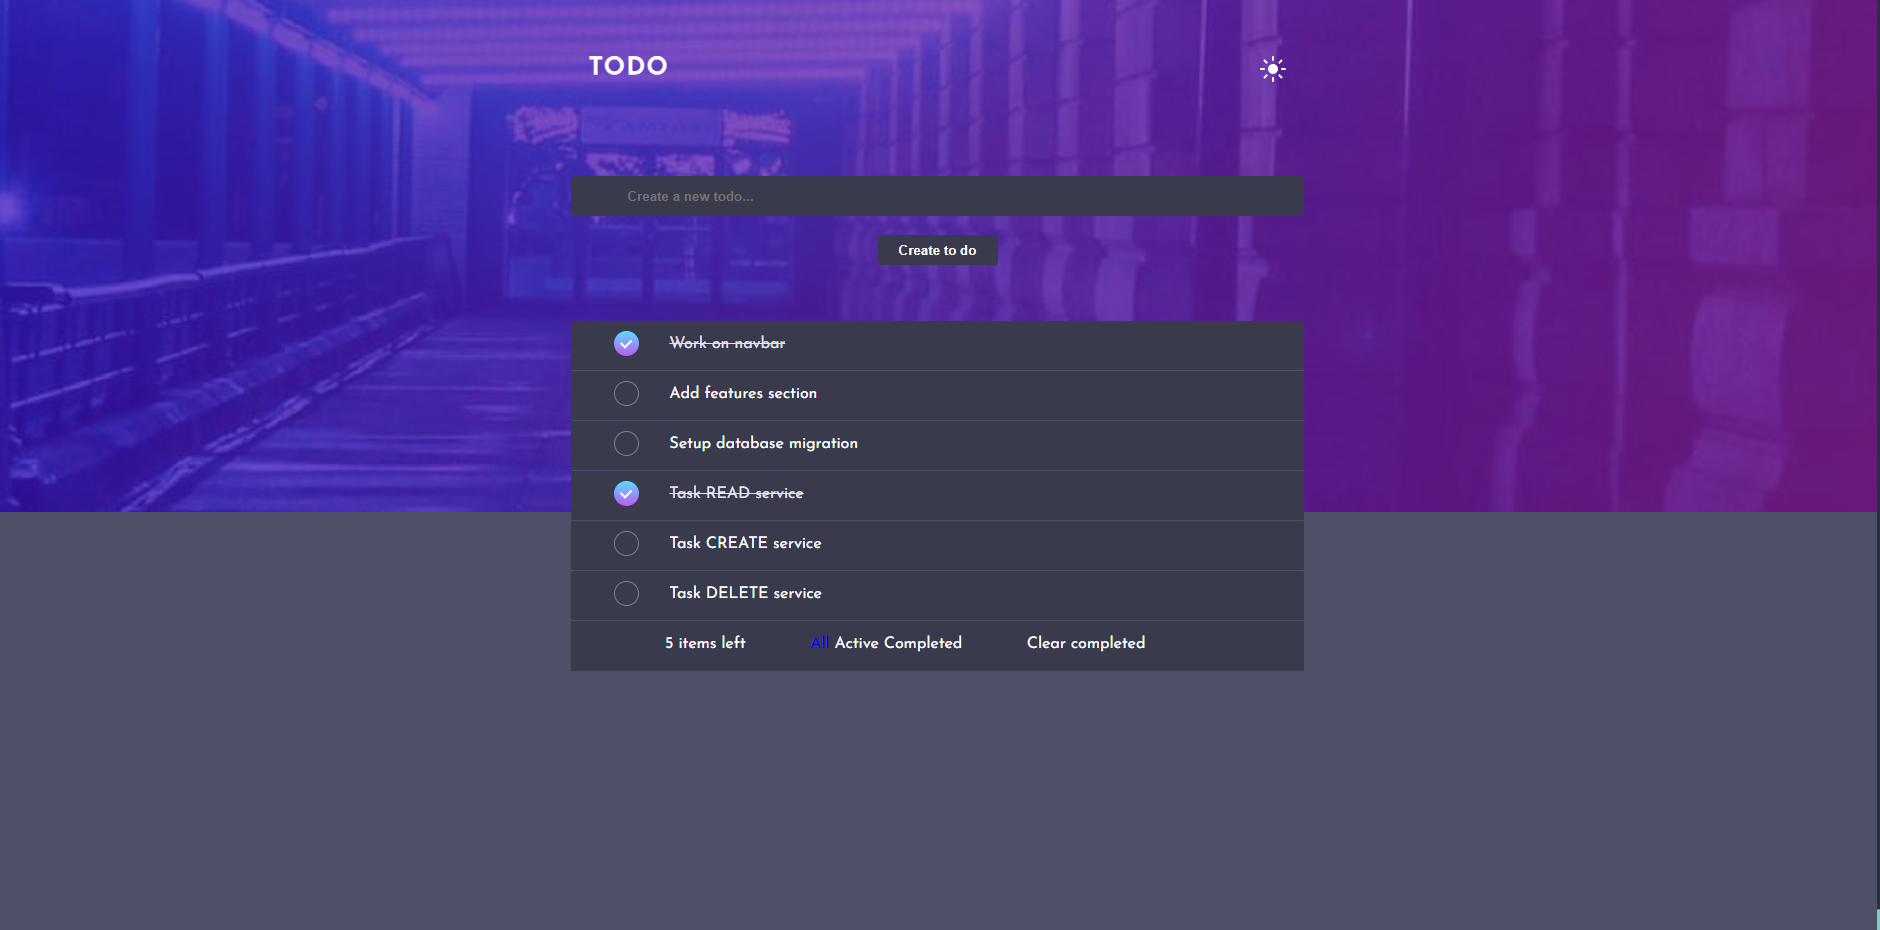 TODO
Create a new todo...
Create to do
Work on navbar
Add features section
Setup database migration
Task READ service
Task CREATE service
Task DELETE service
5 items left All Active Completed Clear completed